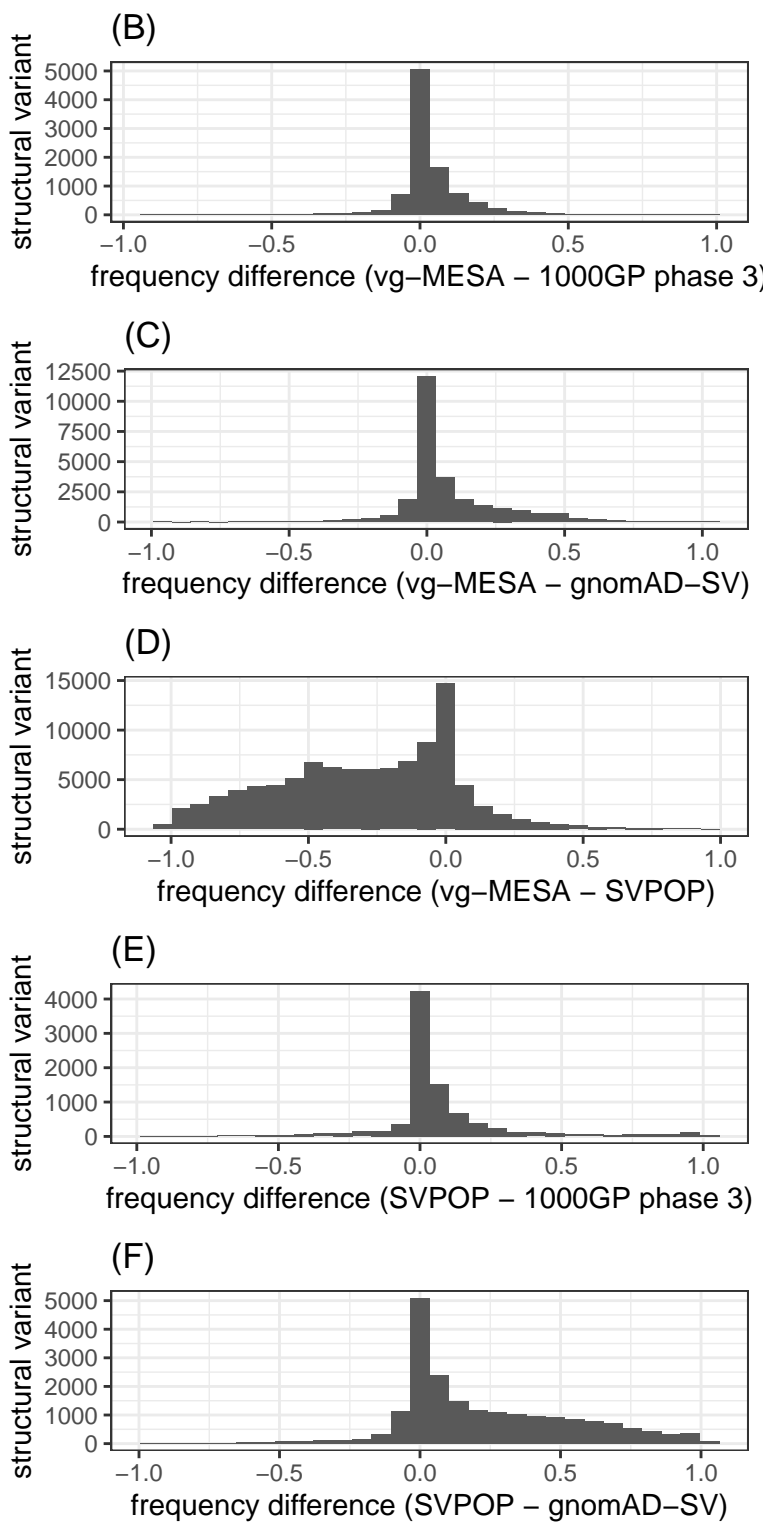 (B)
structural variant
5000
4000
3000
2000
1000
0
−1.0 −0.5 0.0 0.5 1.0
frequency difference (vg−MESA − 1000GP phase 3)
(C)
structural variant
12500
10000
7500
5000
2500
0
−1.0 −0.5 0.0 0.5 1.0
frequency difference (vg−MESA − gnomAD−SV)
(D)
structural variant
15000
10000
5000
0
−1.0 −0.5 0.0 0.5 1.0
frequency difference (vg−MESA − SVPOP)
(E)
structural variant
4000
3000
2000
1000
0
−1.0 −0.5 0.0 0.5 1.0
frequency difference (SVPOP − 1000GP phase 3)
(F)
structural variant
5000
4000
3000
2000
1000
0
−1.0 −0.5 0.0 0.5 1.0
frequency difference (SVPOP − gnomAD−SV)